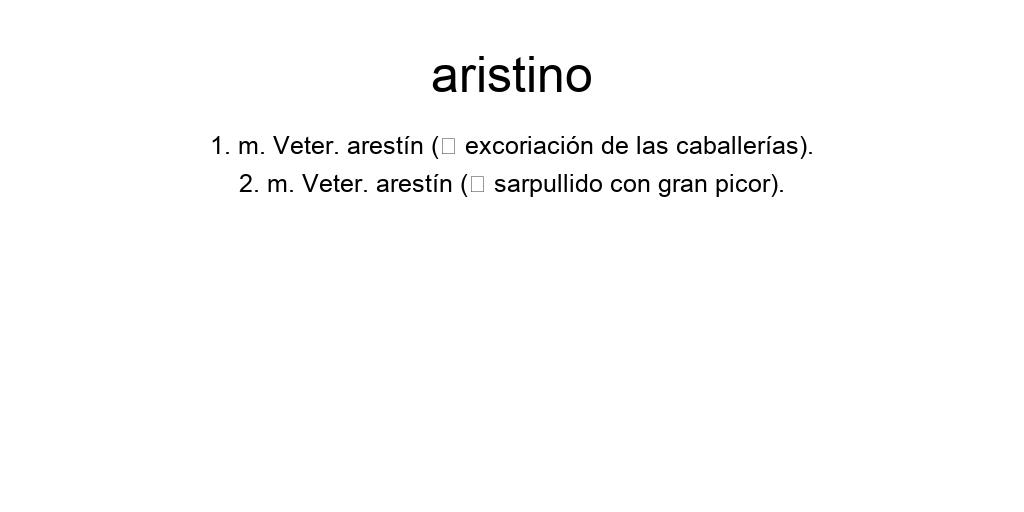 aristino
1. m. Veter. arestín (▯ excoriación de las caballerías).
2. m. Veter. arestín (▯ sarpullido con gran picor).